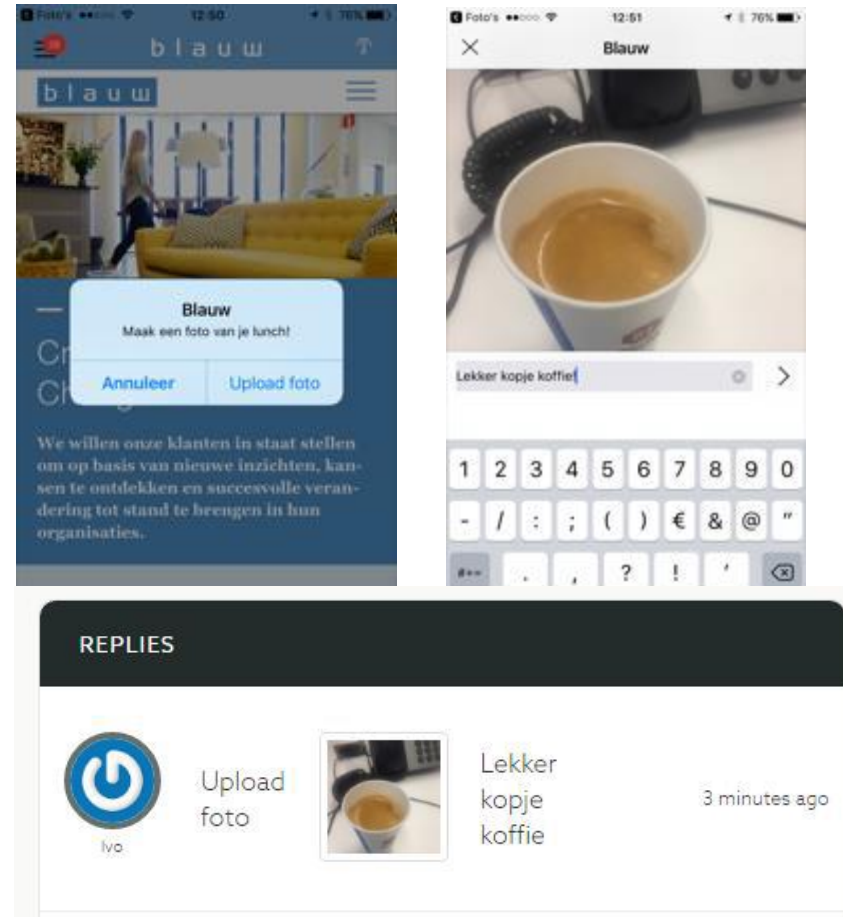 Foto's 12:50 76%
blauw
blauw
Blauw
Maak een foto van je lunch!
Annuleer Upload foto
We willen onze klanten in staat stellen
om op basis van nieuwe inzichten, kan-
sen te ontdekken en succesvolle veran-
dering tot stand te brengen in hun
organisaties.
Foto's 12:51 76%
Blauw
Lekker kopje koffie!
1 2 3 4 5 6 7 8 9 0
- / : ; ( ) € & @ "
#+= . , ? ! '
REPLIES
Upload
foto
Lekker
kopje
koffie
3 minutes ago
Ivo